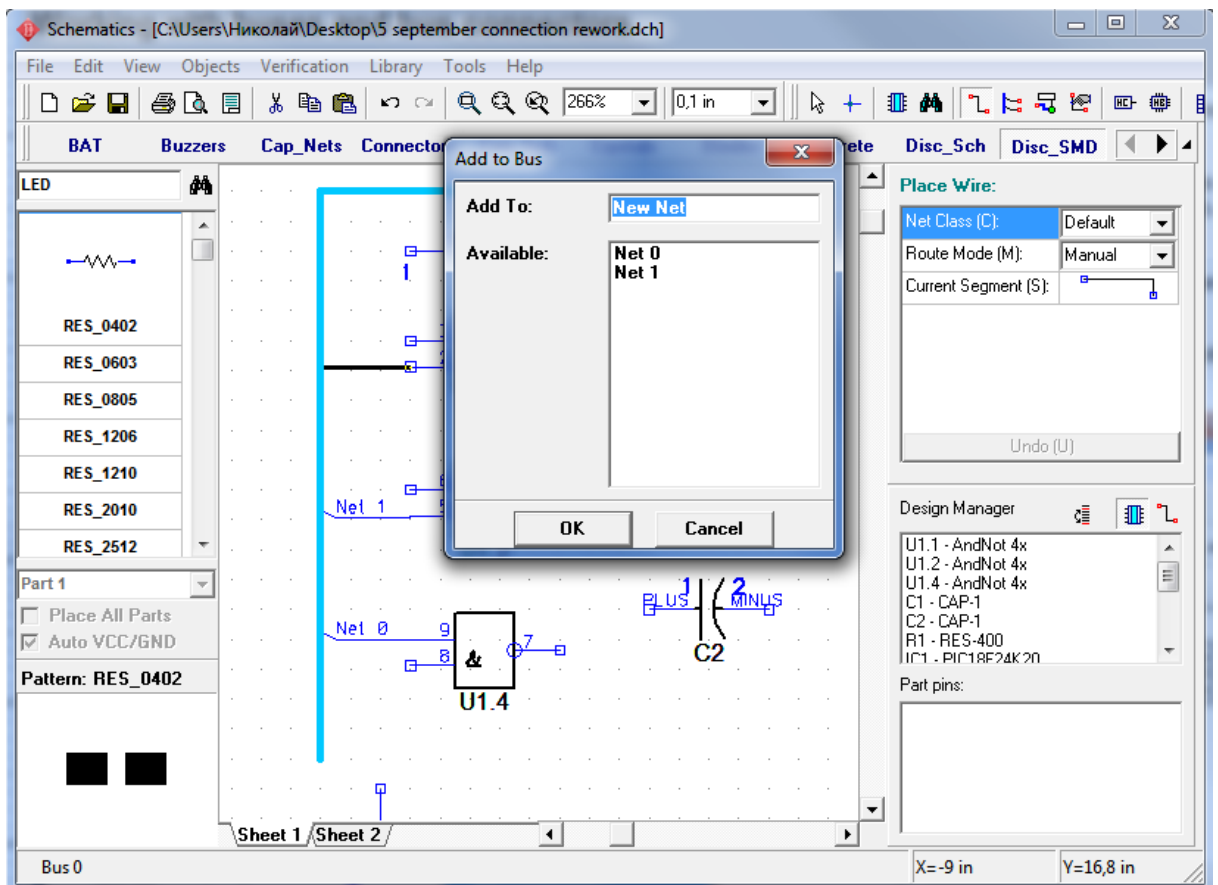 Schematics - [C:\Users\Николай\Desktop\5 september connection rework.dch]
File Edit View Objects Verification Library Tools Help
266%
0,1 in
BAT Buzzers Cap_Nets Disc_Sch Disc_SMD
LED
RES_0402
RES_0603
RES_0805
RES_1206
RES_1210
RES_2010
RES_2512
Part 1
Place All Parts
Auto VCC/GND
Pattern: RES_0402
1
Net 1
Net 0
9
8
&
7
U1.4
1 2
PLUS MINUS
C2
Add to Bus
Add To: New Net
Available: Net 0
Net 1
OK Cancel
Place Wire:
Net Class (C): Default
Route Mode (M): Manual
Current Segment (S):
Undo (U)
Design Manager
U1.1 - AndNot 4x
U1.2 - AndNot 4x
U1.4 - AndNot 4x
C1 - CAP-1
C2 - CAP-1
R1 - RES-400
IC1 - PIC18F24K20
Part pins:
Sheet 1 Sheet 2
Bus 0 X=-9 in Y=16,8 in